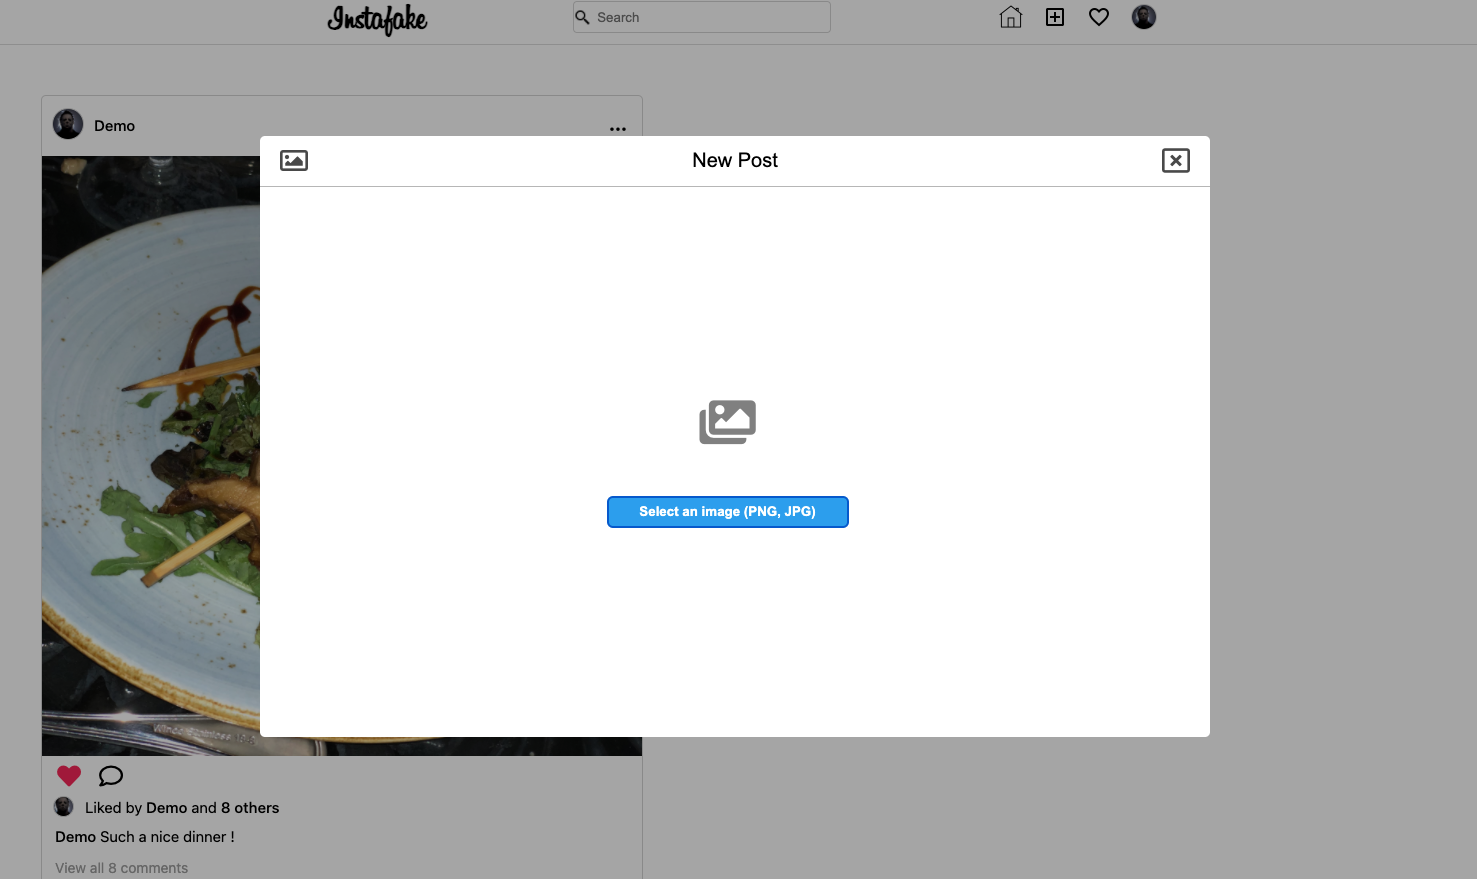 Instafake
Search
Demo
New Post
Select an image (PNG, JPG)
Liked by Demo and 8 others
Demo Such a nice dinner !
View all 8 comments